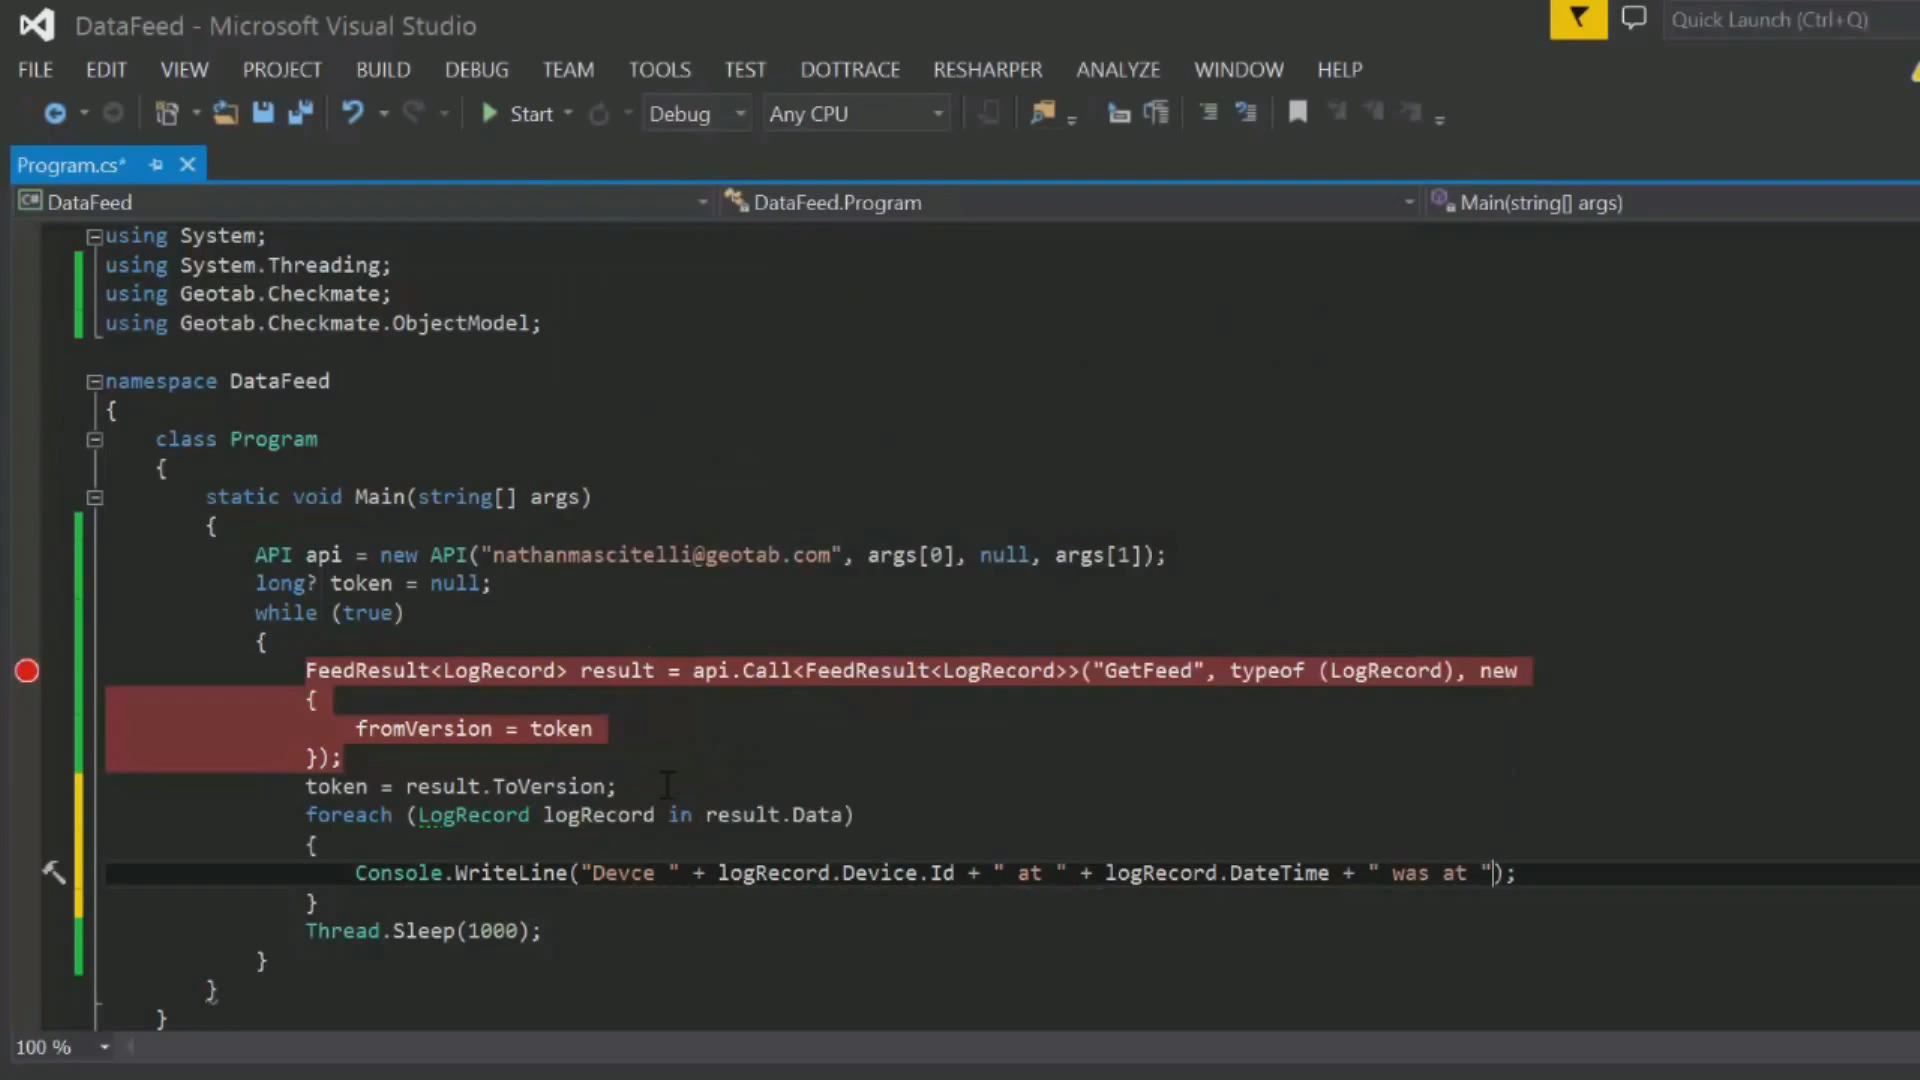 DataFeed - Microsoft Visual Studio
Quick Launch (Ctrl+Q)
FILE EDIT VIEW PROJECT BUILD DEBUG TEAM TOOLS TEST DOTTRACE RESHARPER ANALYZE WINDOW HELP
Start Debug Any CPU
Program.cs*
C# DataFeed DataFeed.Program Main(string[] args)
using System;
using System.Threading;
using Geotab.Checkmate;
using Geotab.Checkmate.ObjectModel;
namespace DataFeed
{
class Program
{
static void Main(string[] args)
{
API api = new API("nathanmascitelli@geotab.com", args[0], null, args[1]);
long? token = null;
while (true)
{
FeedResult<LogRecord> result = api.Call<FeedResult<LogRecord>>("GetFeed", typeof (LogRecord), new
{
fromVersion = token
});
token = result.ToVersion;
foreach (LogRecord logRecord in result.Data)
{
Console.WriteLine("Devce " + logRecord.Device.Id + " at " + logRecord.DateTime + " was at ");
}
Thread.Sleep(1000);
}
}
}
100 %